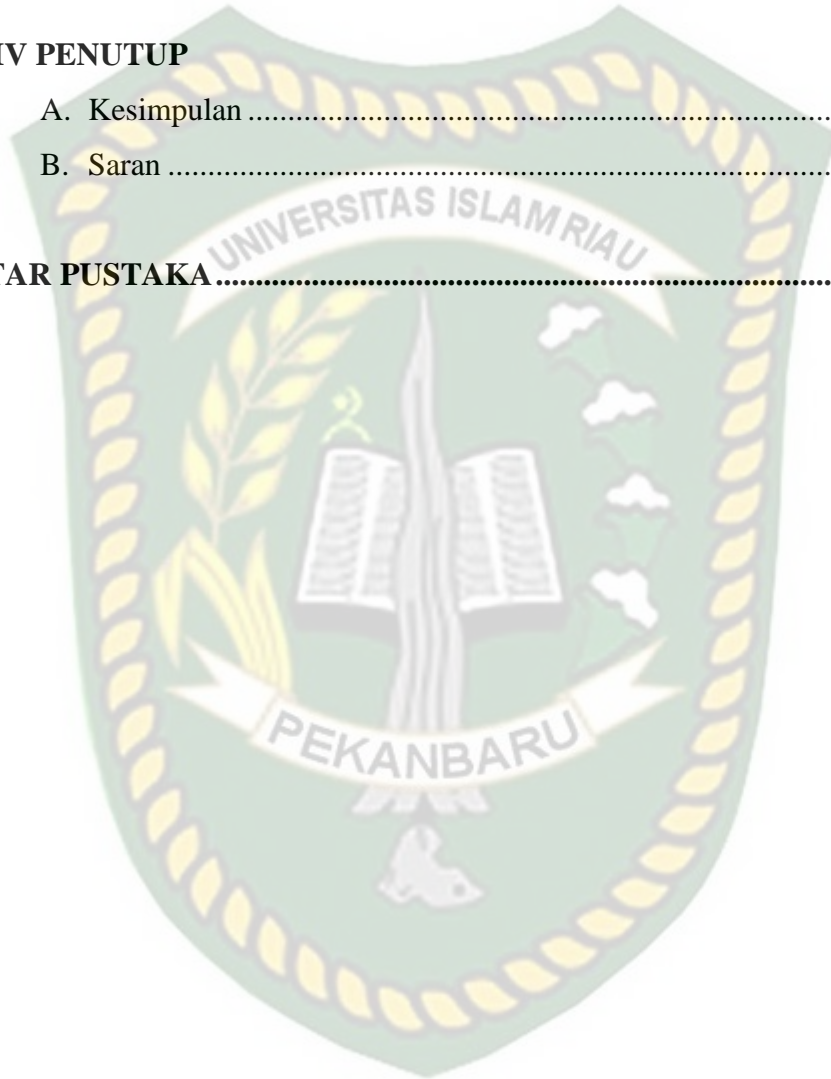 IV PENUTUP
A. Kesimpulan ........................................................................
B. Saran ..................................................................................
UNIVERSITAS ISLAM RIAU
TAR PUSTAKA .............................................................................
PEKANBARU